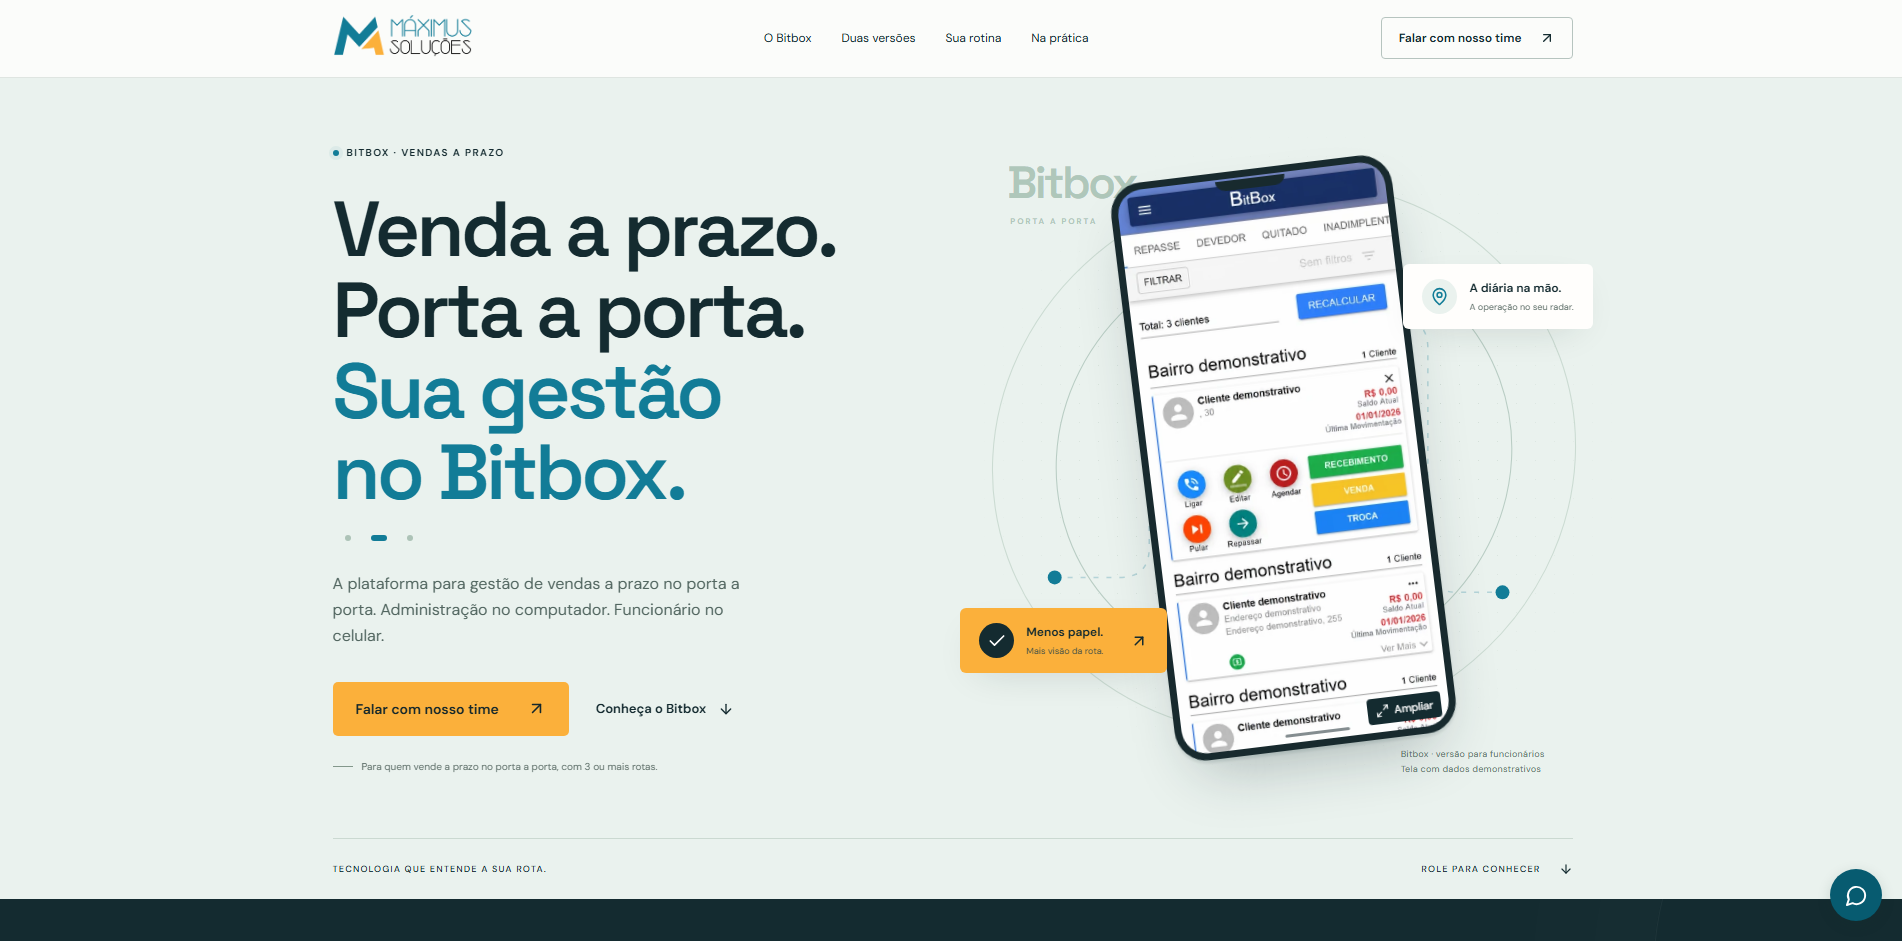 MÁXIMUS
SOLUÇÕES
O Bitbox
Duas versões
Sua rotina
Na prática
Falar com nosso time
BITBOX · VENDAS A PRAZO
Venda a prazo.
Porta a porta.
Sua gestão
no Bitbox.
A plataforma para gestão de vendas a prazo no porta a
porta. Administração no computador. Funcionário no
celular.
Falar com nosso time
Conheça o Bitbox
Para quem vende a prazo no porta a porta, com 3 ou mais rotas.
Bitbox
PORTA A PORTA
BitBox
REPASSE
DEVEDOR
QUITADO
INADIMPLENT
FILTRAR
Sem filtros
RECALCULAR
Total: 3 clientes
Bairro demonstrativo
1 Cliente
Cliente demonstrativo
, 30
R$ 0,00
Saldo Atual
01/01/2026
Última Movimentação
Ligar
Editar
Agendar
Pular
Repassar
RECEBIMENTO
VENDA
TROCA
Bairro demonstrativo
1 Cliente
Cliente demonstrativo
Endereço demonstrativo
Endereço demonstrativo, 255
R$ 0,00
Saldo Atual
01/01/2026
Última Movimentação
Ver Mais
Bairro demonstrativo
1 Cliente
Cliente demonstrativo
Ampliar
A diária na mão.
A operação no seu radar.
Menos papel.
Mais visão da rota.
Bitbox · versão para funcionários
Tela com dados demonstrativos
TECNOLOGIA QUE ENTENDE A SUA ROTA.
ROLE PARA CONHECER